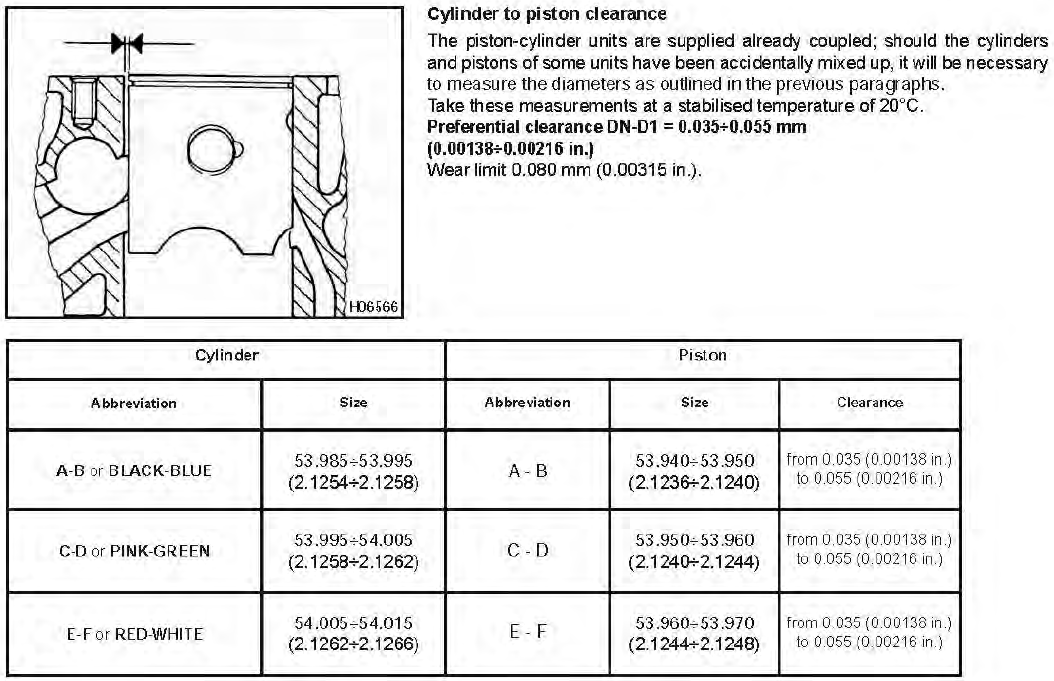 Cylinder to piston clearance
The piston-cylinder units are supplied already coupled; should the cylinders
and pistons of some units have been accidentally mixed up, it will be necessary
to measure the diameters as outlined in the previous paragraphs.
Take these measurements at a stabilised temperature of 20°C.
Preferential clearance DN-D1 = 0.035÷0.055 mm
(0.00138÷0.00216 in.)
Wear limit 0.080 mm (0.00315 in.).
H06566
Cylinder Piston
Abbreviation Size Abbreviation Size Clearance
A-B or BLACK-BLUE 53.985÷53.995 A - B 53.940÷53.950 from 0.035 (0.00138 in.)
(2.1254÷2.1258) (2.1236÷2.1240) to 0.055 (0.00216 in.)
C-D or PINK-GREEN 53.995÷54.005 C - D 53.950÷53.960 from 0.035 (0.00138 in.)
(2.1258÷2.1262) (2.1240÷2.1244) to 0.055 (0.00216 in.)
E-F or RED-WHITE 54.005÷54.015 E - F 53.960÷53.970 from 0.035 (0.00138 in.)
(2.1262÷2.1266) (2.1244÷2.1248) to 0.055 (0.00216 in.)